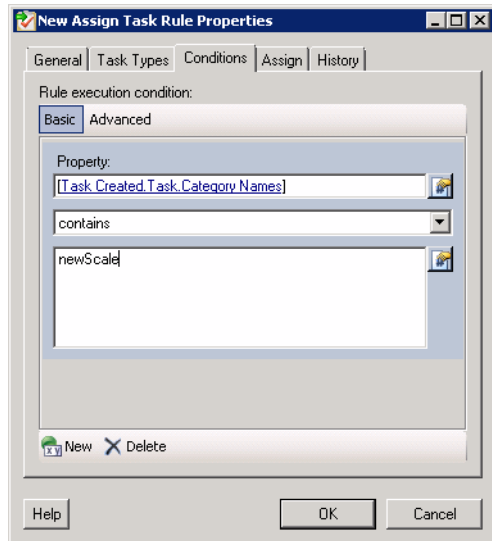 New Assign Task Rule Properties
General Task Types Conditions Assign History
Rule execution condition:
Basic Advanced
Property:
[Task Created.Task.Category Names]
contains
newScale
New Delete
Help OK Cancel